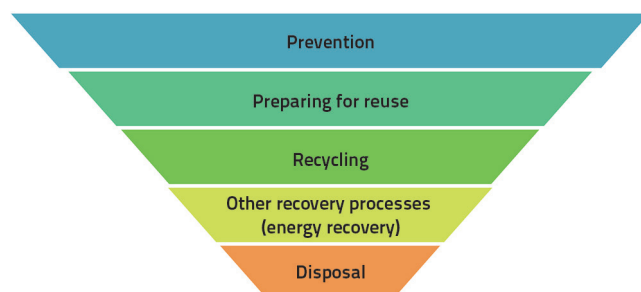 Prevention
Preparing for reuse
Recycling
Other recovery processes
(energy recovery)
Disposal